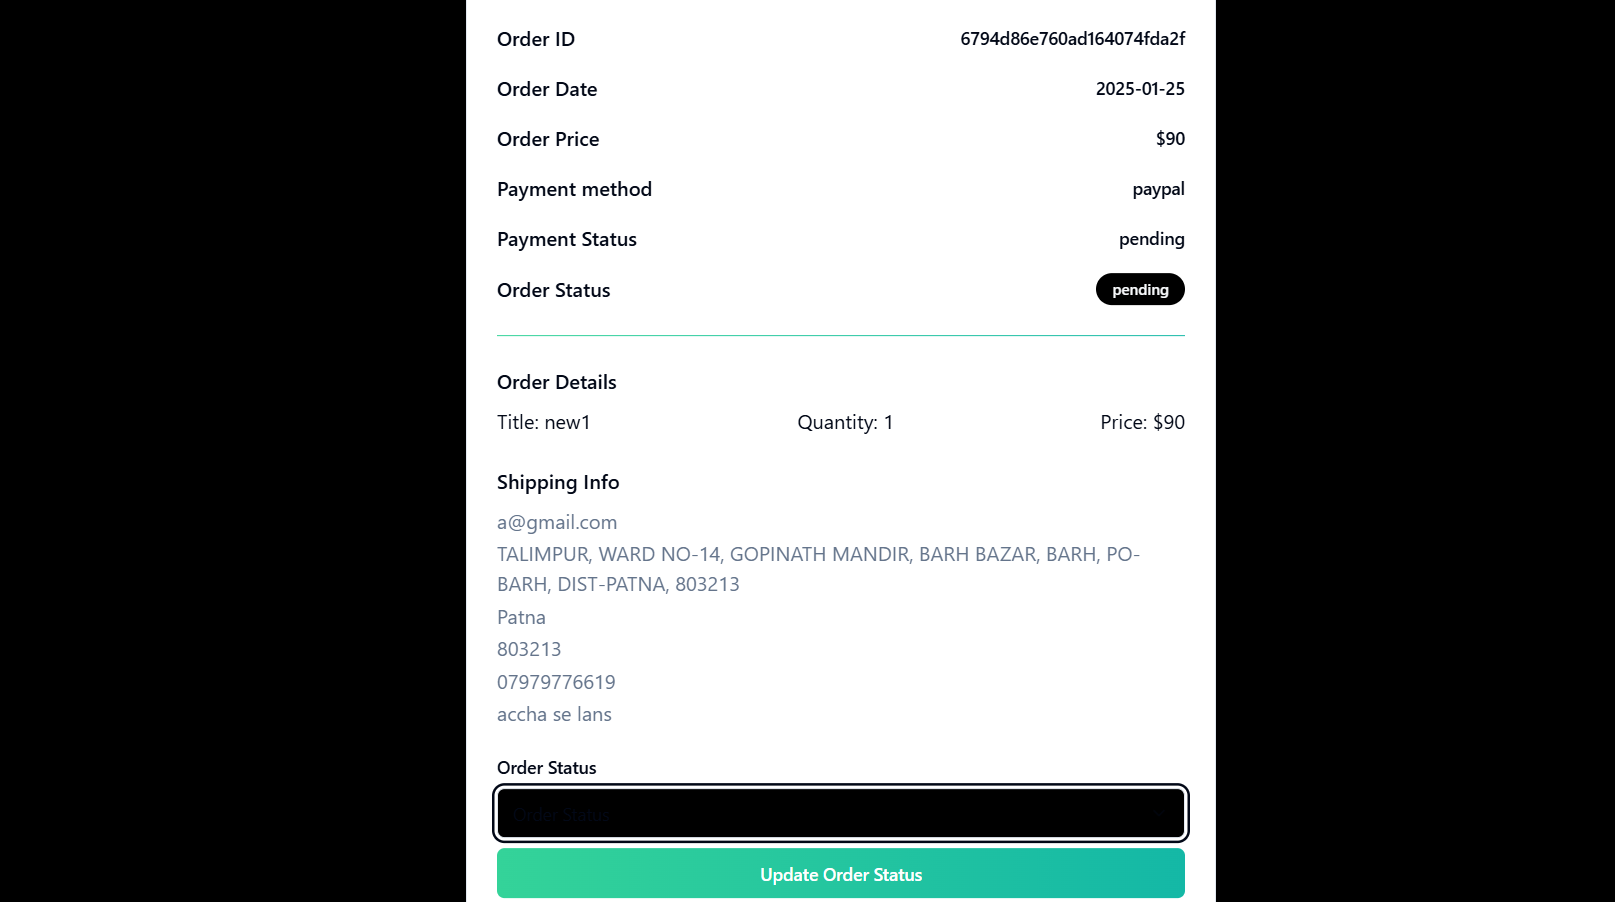 Order ID 6794d86e760ad164074fda2f
Order Date 2025-01-25
Order Price $90
Payment method paypal
Payment Status pending
Order Status pending
Order Details
Title: new1 Quantity: 1 Price: $90
Shipping Info
a@gmail.com
TALIMPUR, WARD NO-14, GOPINATH MANDIR, BARH BAZAR, BARH, PO-
BARH, DIST-PATNA, 803213
Patna
803213
07979776619
accha se lans
Order Status
Order Status
Update Order Status